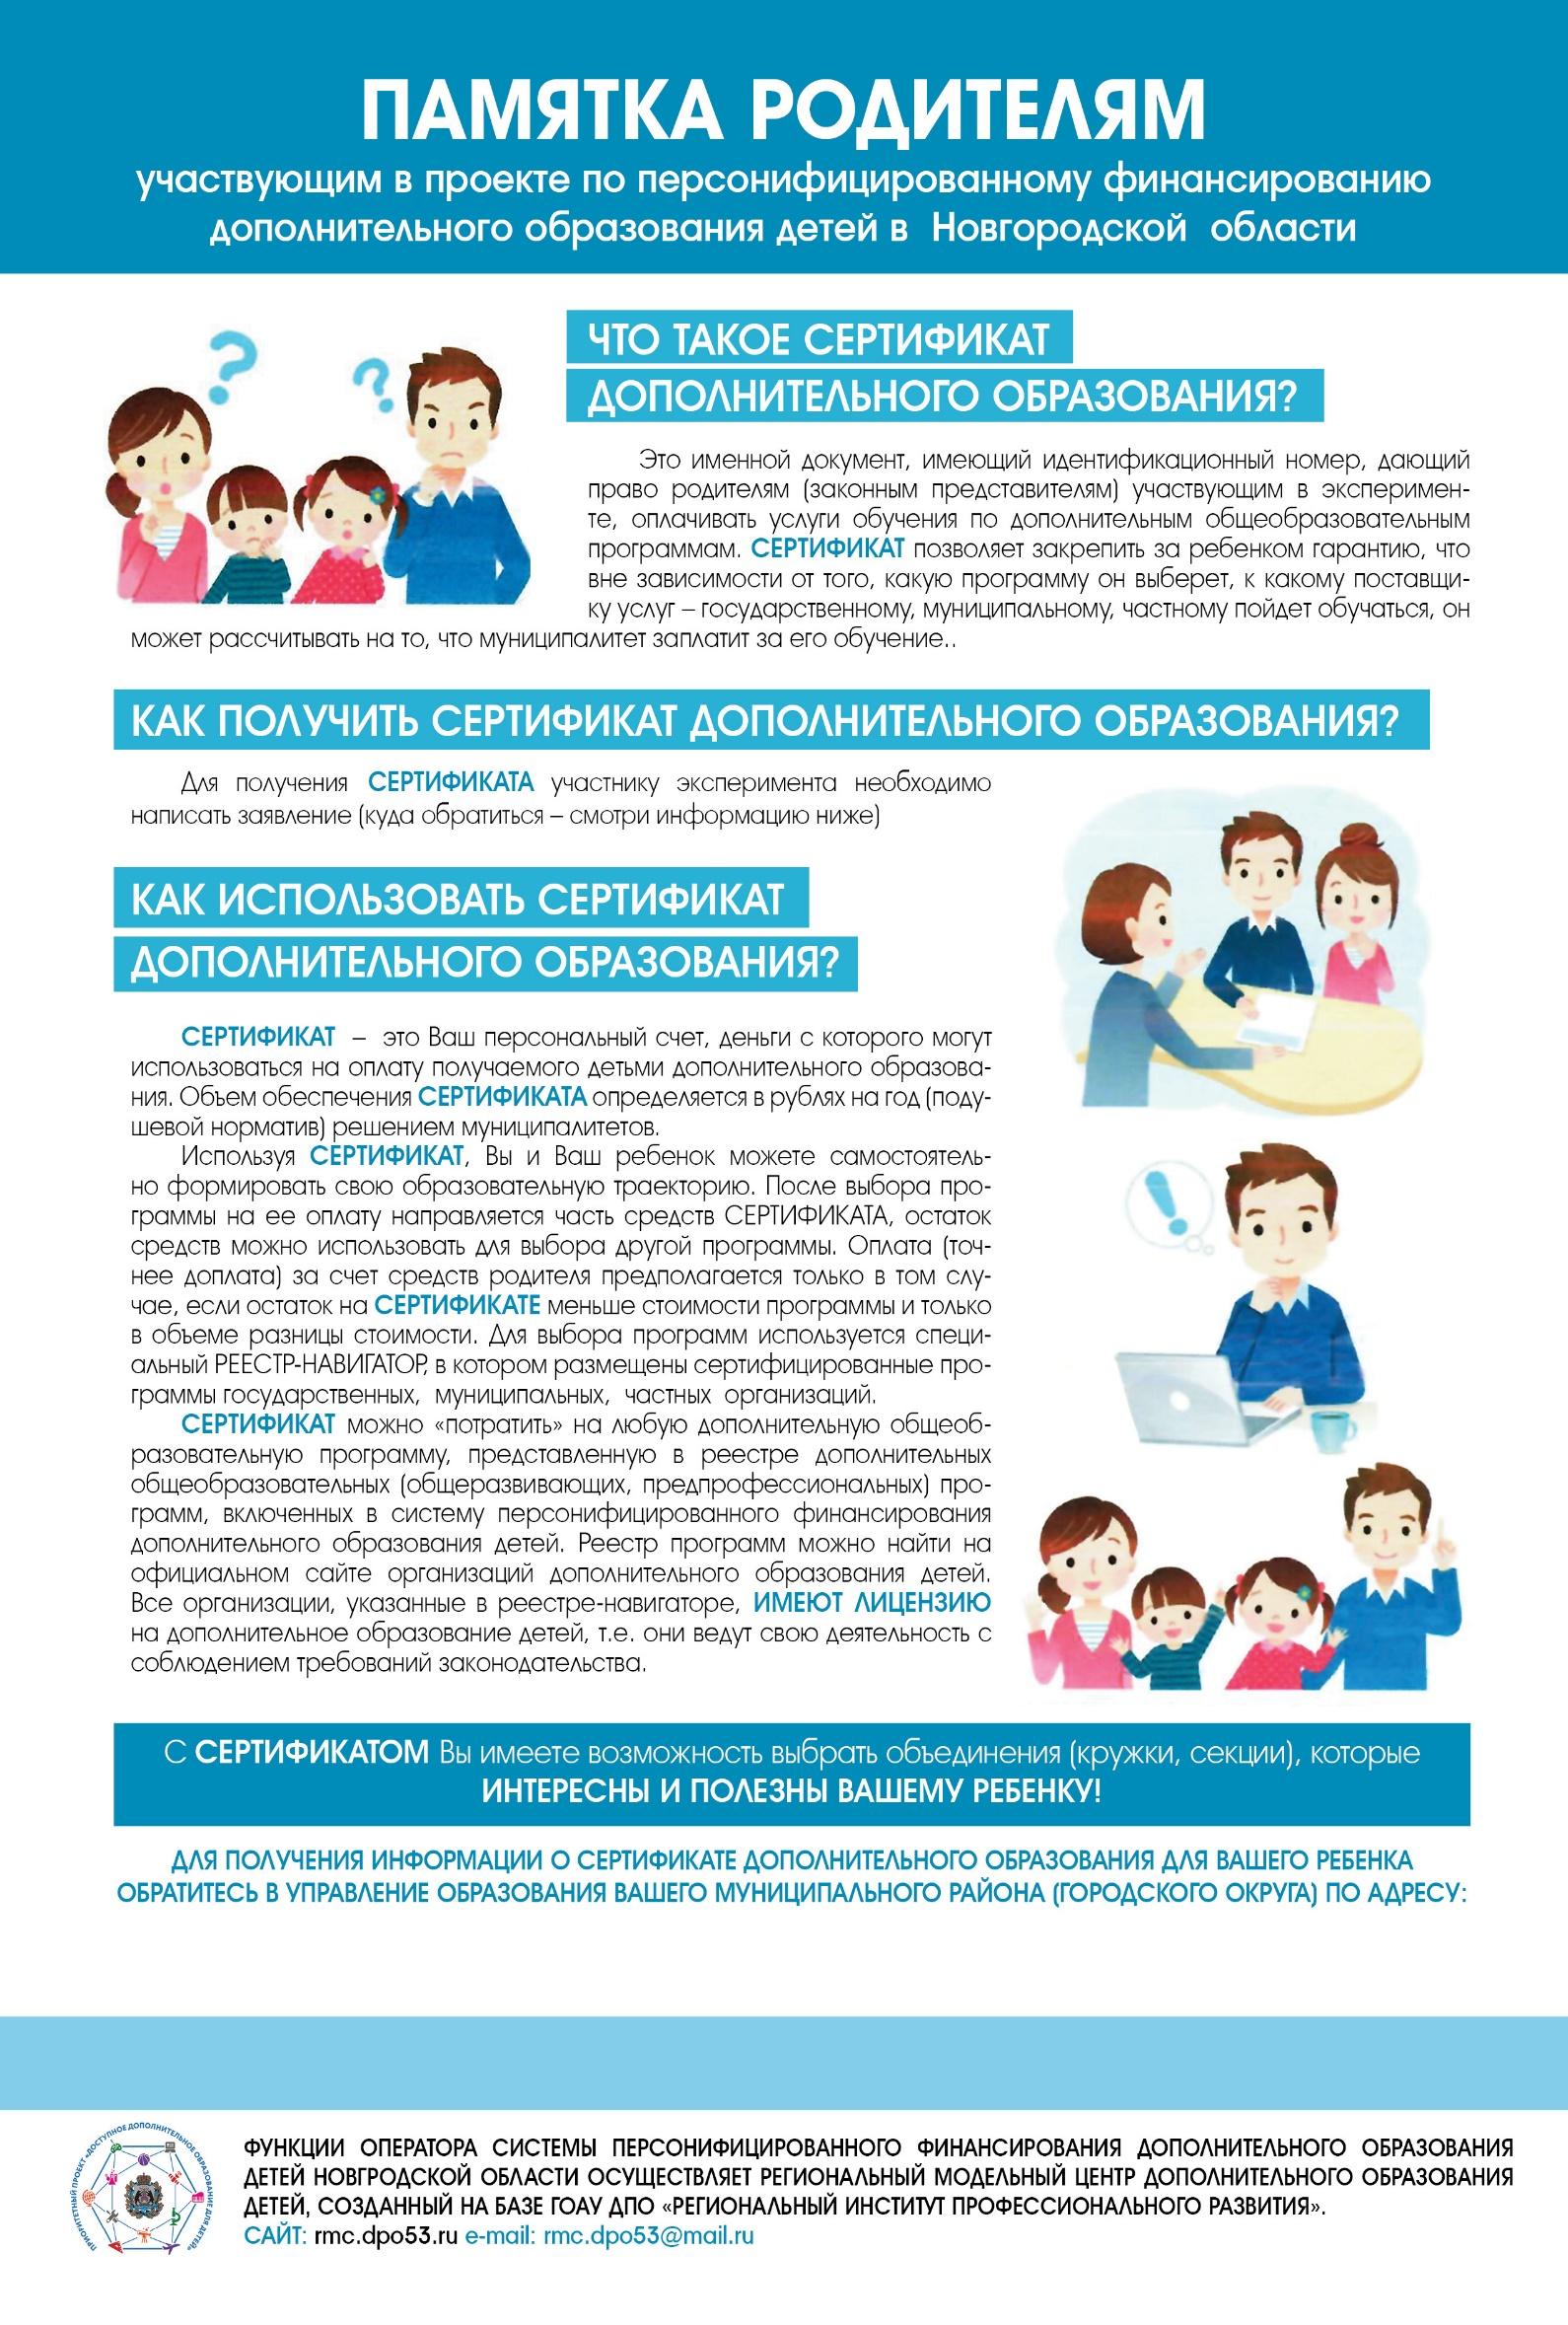 ПАМЯТКА РОДИТЕЛЯМ
участвующим в проекте по персонифицированному финансированию
дополнительного образования детей в Новгородской области
ЧТО ТАКОЕ СЕРТИФИКАТ
ДОПОЛНИТЕЛЬНОГО ОБРАЗОВАНИЯ?
Это именной документ, имеющий идентификационный номер, дающий
право родителям (законным представителям) участвующим в эксперимен-
те, оплачивать услуги обучения по дополнительным общеобразовательным
программам. СЕРТИФИКАТ позволяет закрепить за ребенком гарантию, что
вне зависимости от того, какую программу он выберет, к какому поставщи-
ку услуг – государственному, муниципальному, частному пойдет обучаться, он
может рассчитывать на то, что муниципалитет заплатит за его обучение..
КАК ПОЛУЧИТЬ СЕРТИФИКАТ ДОПОЛНИТЕЛЬНОГО ОБРАЗОВАНИЯ?
Для получения СЕРТИФИКАТА участнику эксперимента необходимо
написать заявление (куда обратиться – смотри информацию ниже)
КАК ИСПОЛЬЗОВАТЬ СЕРТИФИКАТ
ДОПОЛНИТЕЛЬНОГО ОБРАЗОВАНИЯ?
СЕРТИФИКАТ – это Ваш персональный счет, деньги с которого могут
использоваться на оплату получаемого детьми дополнительного образова-
ния. Объем обеспечения СЕРТИФИКАТА определяется в рублях на год (поду-
шевой норматив) решением муниципалитетов.
Используя СЕРТИФИКАТ, Вы и Ваш ребенок можете самостоятель-
но формировать свою образовательную траекторию. После выбора про-
граммы на ее оплату направляется часть средств СЕРТИФИКАТА, остаток
средств можно использовать для выбора другой программы. Оплата (точ-
нее доплата) за счет средств родителя предполагается только в том слу-
чае, если остаток на СЕРТИФИКАТЕ меньше стоимости программы и только
в объеме разницы стоимости. Для выбора программ используется специ-
альный РЕЕСТР-НАВИГАТОР, в котором размещены сертифицированные про-
граммы государственных, муниципальных, частных организаций.
СЕРТИФИКАТ можно «потратить» на любую дополнительную общеоб-
разовательную программу, представленную в реестре дополнительных
общеобразовательных (общеразвивающих, предпрофессиональных) про-
грамм, включенных в систему персонифицированного финансирования
дополнительного образования детей. Реестр программ можно найти на
официальном сайте организаций дополнительного образования детей.
Все организации, указанные в реестре-навигаторе, ИМЕЮТ ЛИЦЕНЗИЮ
на дополнительное образование детей, т.е. они ведут свою деятельность с
соблюдением требований законодательства.
С СЕРТИФИКАТОМ Вы имеете возможность выбрать объединения (кружки, секции), которые
ИНТЕРЕСНЫ И ПОЛЕЗНЫ ВАШЕМУ РЕБЕНКУ!
ДЛЯ ПОЛУЧЕНИЯ ИНФОРМАЦИИ О СЕРТИФИКАТЕ ДОПОЛНИТЕЛЬНОГО ОБРАЗОВАНИЯ ДЛЯ ВАШЕГО РЕБЕНКА
ОБРАТИТЕСЬ В УПРАВЛЕНИЕ ОБРАЗОВАНИЯ ВАШЕГО МУНИЦИПАЛЬНОГО РАЙОНА (ГОРОДСКОГО ОКРУГА) ПО АДРЕСУ:
ПРИОРИТЕТНЫЙ ПРОЕКТ «ДОСТУПНОЕ ДОПОЛНИТЕЛЬНОЕ ОБРАЗОВАНИЕ ДЛЯ ДЕТЕЙ»
ФУНКЦИИ ОПЕРАТОРА СИСТЕМЫ ПЕРСОНИФИЦИРОВАННОГО ФИНАНСИРОВАНИЯ ДОПОЛНИТЕЛЬНОГО ОБРАЗОВАНИЯ
ДЕТЕЙ НОВГРОДСКОЙ ОБЛАСТИ ОСУЩЕСТВЛЯЕТ РЕГИОНАЛЬНЫЙ МОДЕЛЬНЫЙ ЦЕНТР ДОПОЛНИТЕЛЬНОГО ОБРАЗОВАНИЯ
ДЕТЕЙ, СОЗДАННЫЙ НА БАЗЕ ГОАУ ДПО «РЕГИОНАЛЬНЫЙ ИНСТИТУТ ПРОФЕССИОНАЛЬНОГО РАЗВИТИЯ».
САЙТ: rmc.dpo53.ru e-mail: rmc.dpo53@mail.ru